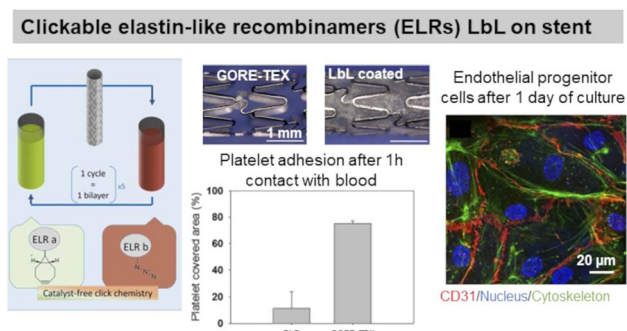 Clickable elastin-like recombinamers (ELRs) LbL on stent
1 cycle
=
1 bilayer
x5
ELR a
ELR b
N
N
N
Catalyst-free click chemistry
GORE-TEX
LbL coated
1 mm
Platelet adhesion after 1h
contact with blood
Platelet covered area (%)
100
80
60
40
20
0
Endothelial progenitor
cells after 1 day of culture
20 µm
CD31/Nucleus/Cytoskeleton